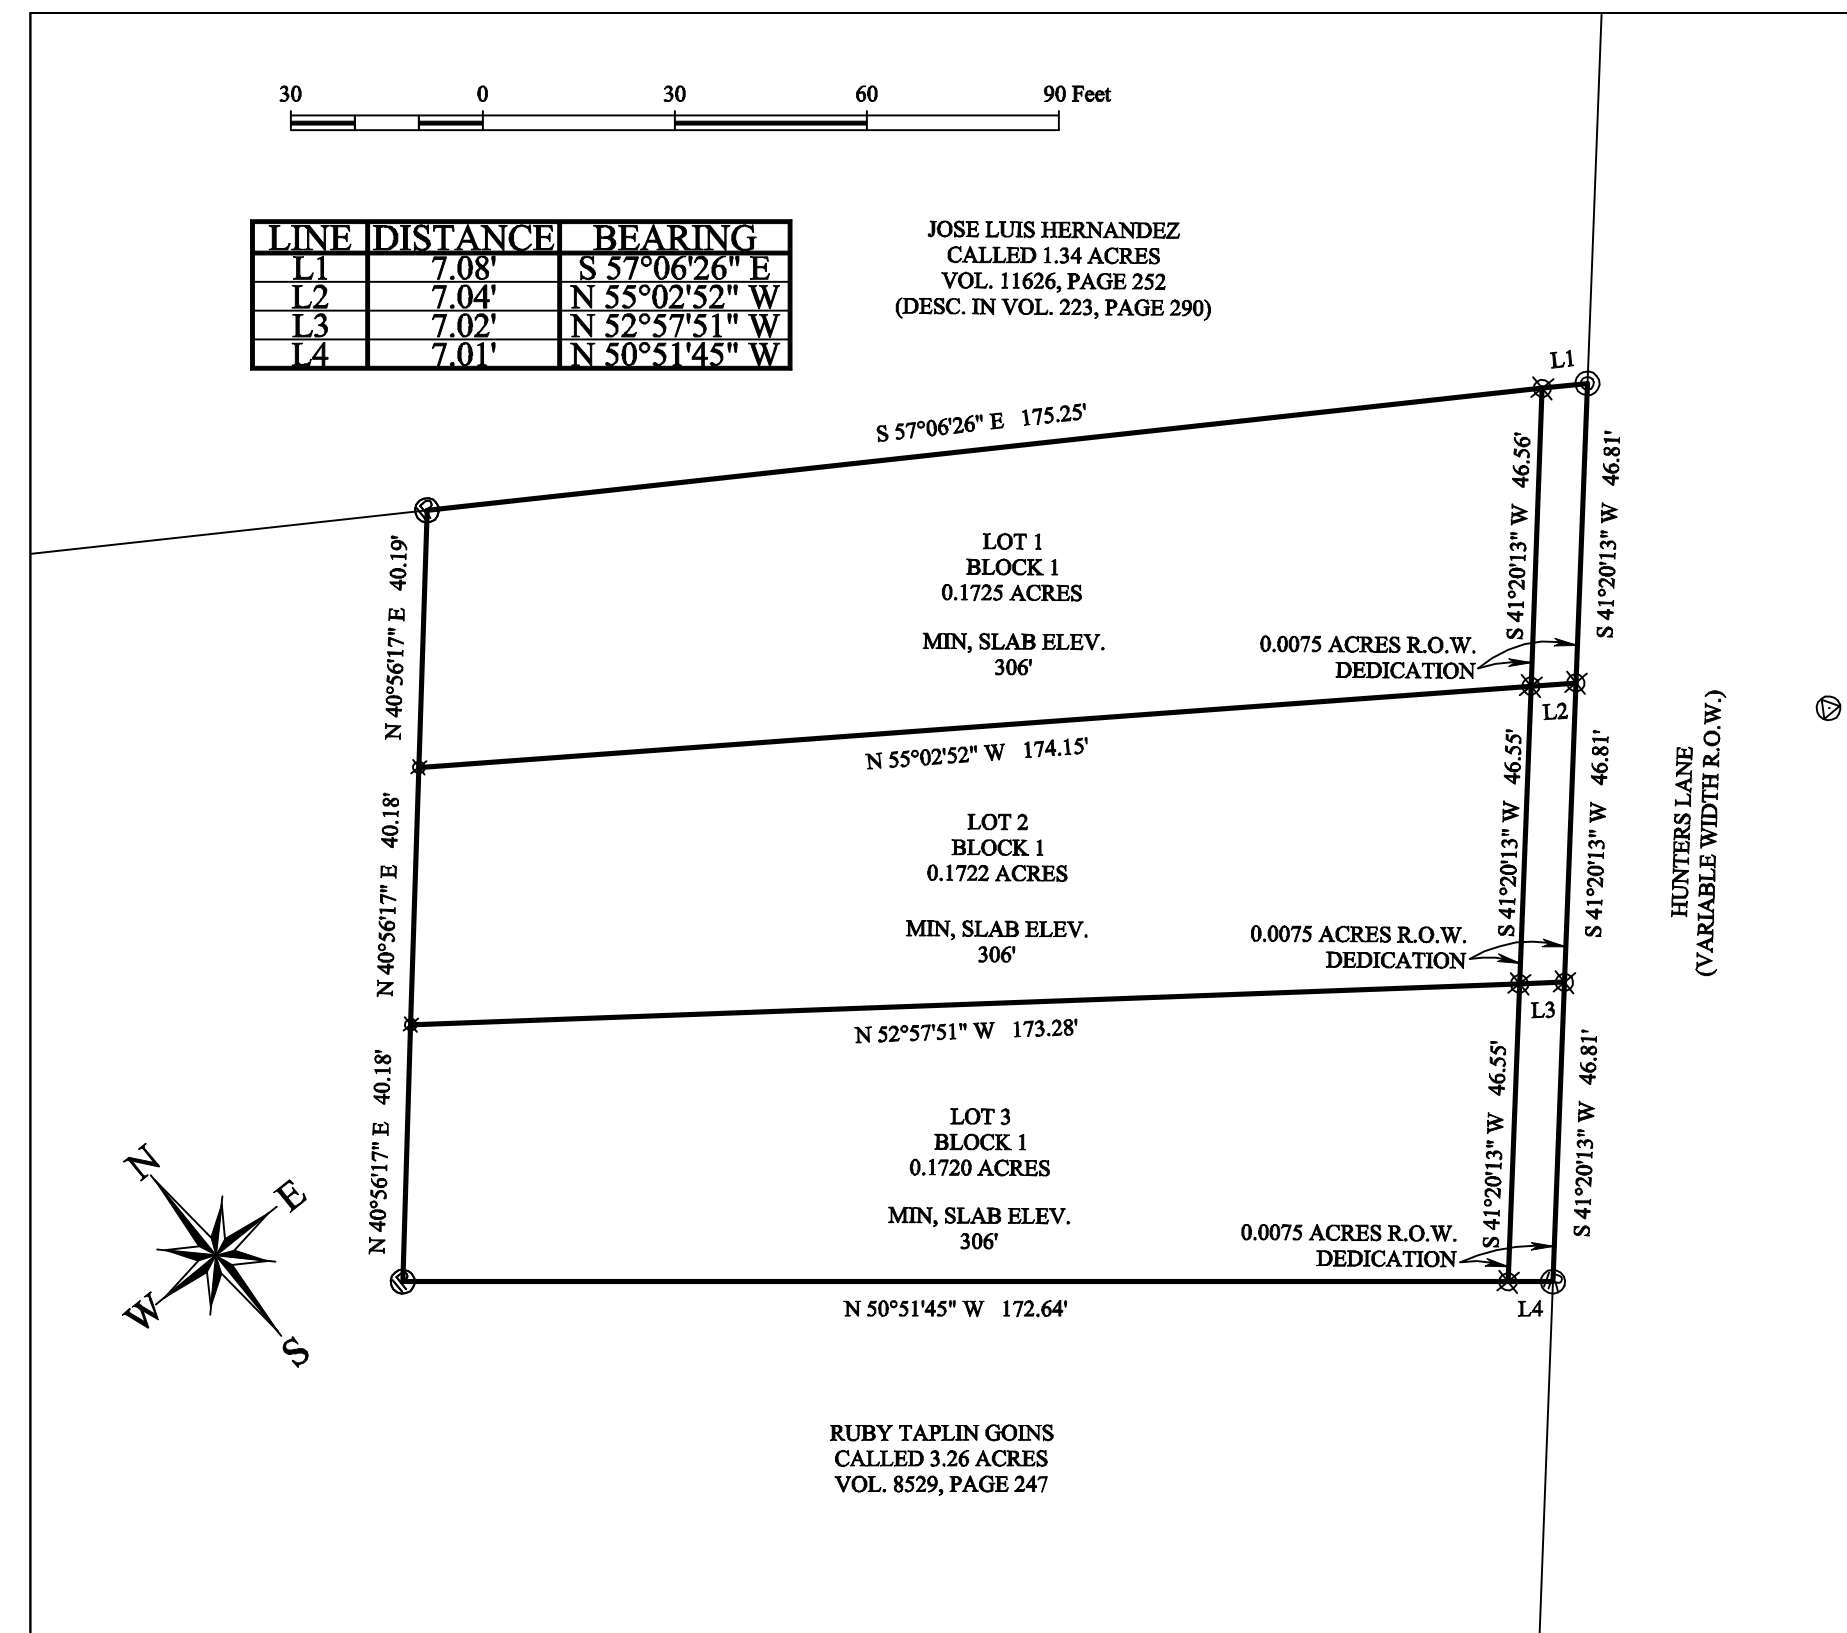 30 0 30 60 90 Feet
LINE DISTANCE BEARING
L1 7.08' S 57°06'26" E
L2 7.04' N 55°02'52" W
L3 7.02' N 52°57'51" W
L4 7.01' N 50°51'45" W
JOSE LUIS HERNANDEZ
CALLED 1.34 ACRES
VOL. 11626, PAGE 252
(DESC. IN VOL. 223, PAGE 290)
L1
S 57°06'26" E 175.25'
S 41°20'13" W 46.56'
S 41°20'13" W 46.81'
N 40°56'17" E 40.19'
LOT 1
BLOCK 1
0.1725 ACRES
MIN, SLAB ELEV.
306'
0.0075 ACRES R.O.W.
DEDICATION
L2
N 55°02'52" W 174.15'
N 40°56'17" E 40.18'
S 41°20'13" W 46.55'
S 41°20'13" W 46.81'
HUNTERS LANE
(VARIABLE WIDTH R.O.W.)
LOT 2
BLOCK 1
0.1722 ACRES
MIN, SLAB ELEV.
306'
0.0075 ACRES R.O.W.
DEDICATION
L3
N 52°57'51" W 173.28'
N 40°56'17" E 40.18'
S 41°20'13" W 46.55'
S 41°20'13" W 46.81'
LOT 3
BLOCK 1
0.1720 ACRES
MIN, SLAB ELEV.
306'
0.0075 ACRES R.O.W.
DEDICATION
N
E
W
S
N 50°51'45" W 172.64'
L4
RUBY TAPLIN GOINS
CALLED 3.26 ACRES
VOL. 8529, PAGE 247